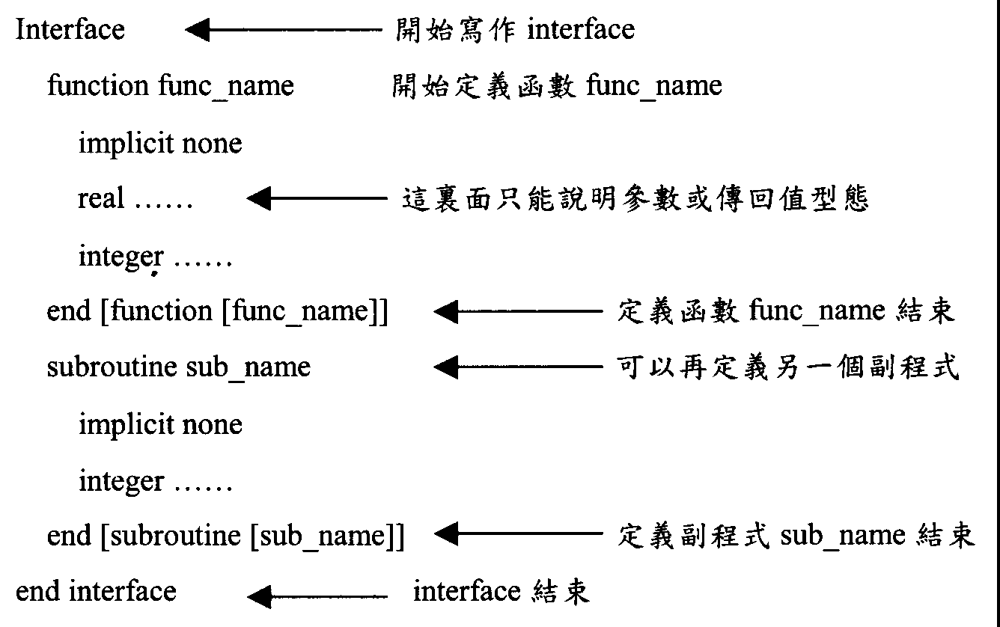 Interface 開始寫作 interface
function func_name 開始定義函數 func_name
implicit none
real …… 這裏面只能說明參數或傳回值型態
integer ……
end [function [func_name]] 定義函數 func_name 結束
subroutine sub_name 可以再定義另一個副程式
implicit none
integer ……
end [subroutine [sub_name]] 定義副程式 sub_name 結束
end interface interface 結束